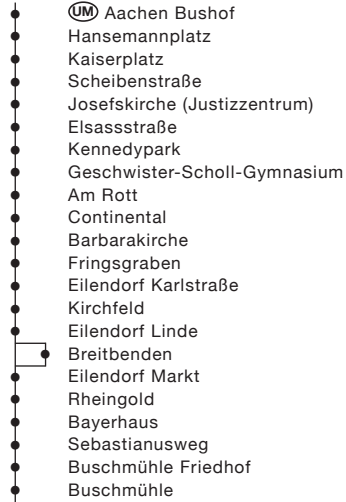 UM Aachen Bushof
Hansemannplatz
Kaiserplatz
Scheibenstraße
Josefskirche (Justizzentrum)
Elsassstraße
Kennedypark
Geschwister-Scholl-Gymnasium
Am Rott
Continental
Barbarakirche
Fringsgraben
Eilendorf Karlstraße
Kirchfeld
Eilendorf Linde
Breitbenden
Eilendorf Markt
Rheingold
Bayerhaus
Sebastianusweg
Buschmühle Friedhof
Buschmühle